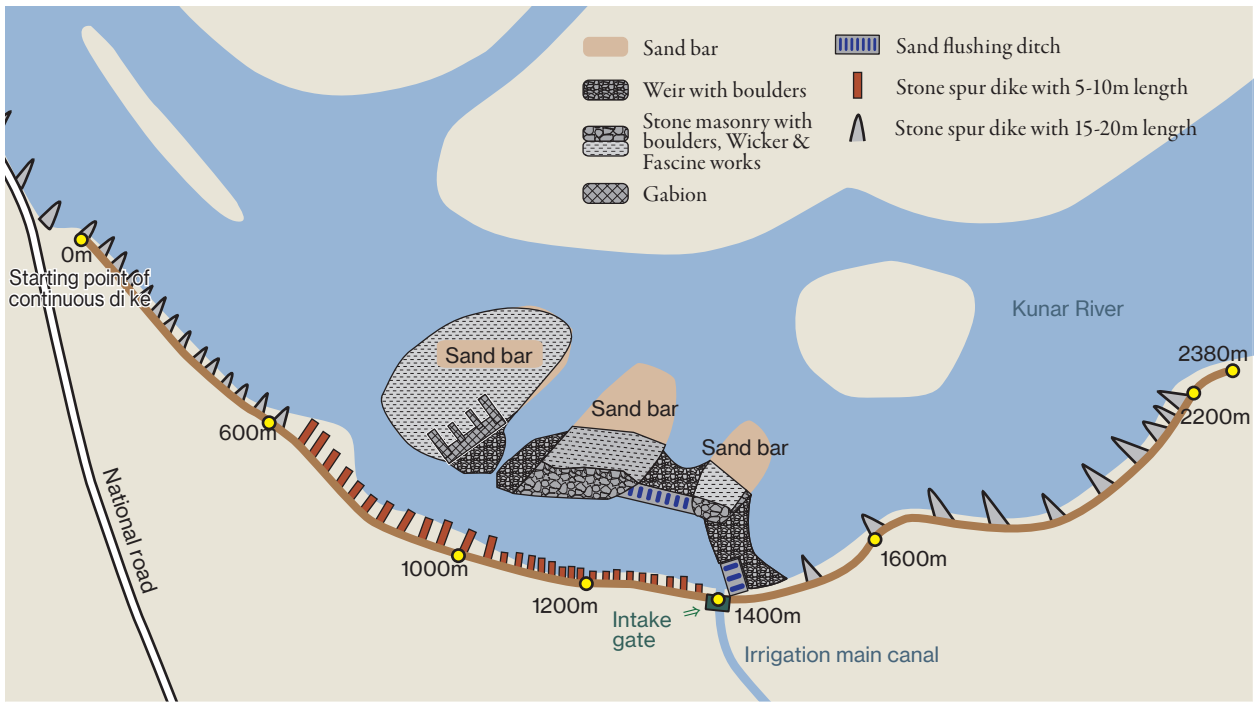 Sand bar
Weir with boulders
Stone masonry with
boulders, Wicker &
Fascine works
Gabion
Sand flushing ditch
Stone spur dike with 5-10m length
Stone spur dike with 15-20m length
0m
Starting point of
continuous di ke
Kunar River
Sand bar
2380m
Sand bar
2200m
600m
Sand bar
National road
1000m
1600m
1200m
Intake
gate
1400m
Irrigation main canal